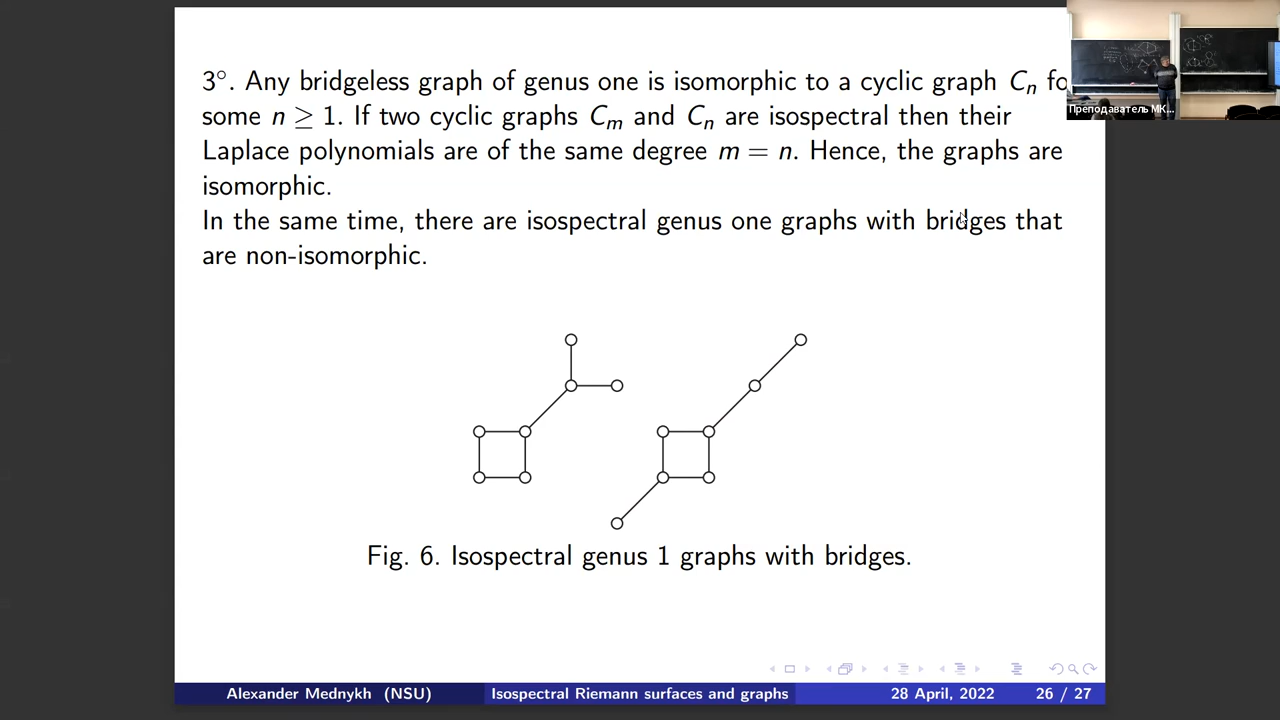 3°. Any bridgeless graph of genus one is isomorphic to a cyclic graph Cₙ fo
some n ≥ 1. If two cyclic graphs Cₘ and Cₙ are isospectral then their
Laplace polynomials are of the same degree m = n. Hence, the graphs are
isomorphic.
In the same time, there are isospectral genus one graphs with bridges that
are non-isomorphic.
Fig. 6. Isospectral genus 1 graphs with bridges.
Alexander Mednykh (NSU) Isospectral Riemann surfaces and graphs 28 April, 2022 26 / 27
Преподаватель МК...